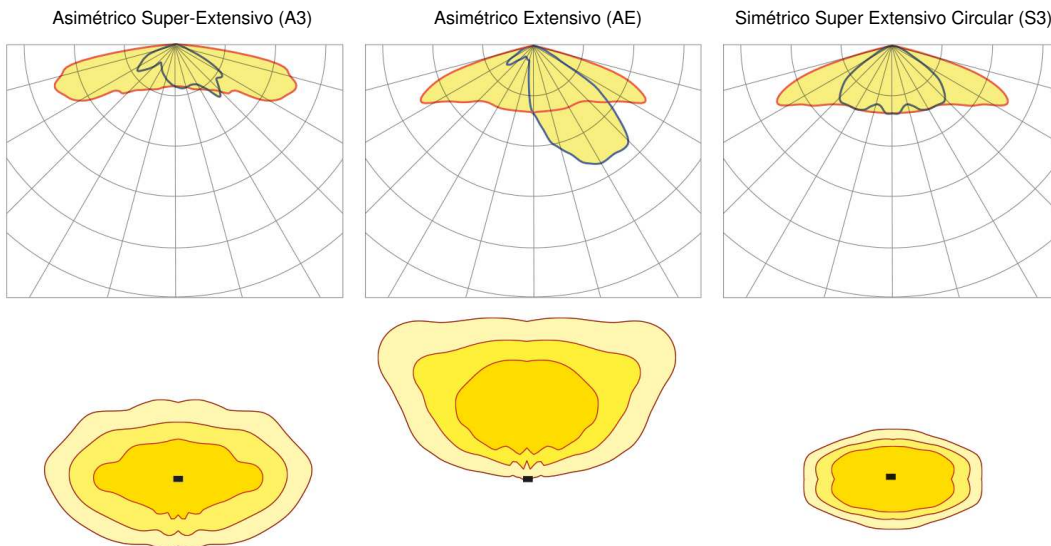 Asimétrico Super-Extensivo (A3)
Asimétrico Extensivo (AE)
Simétrico Super Extensivo Circular (S3)